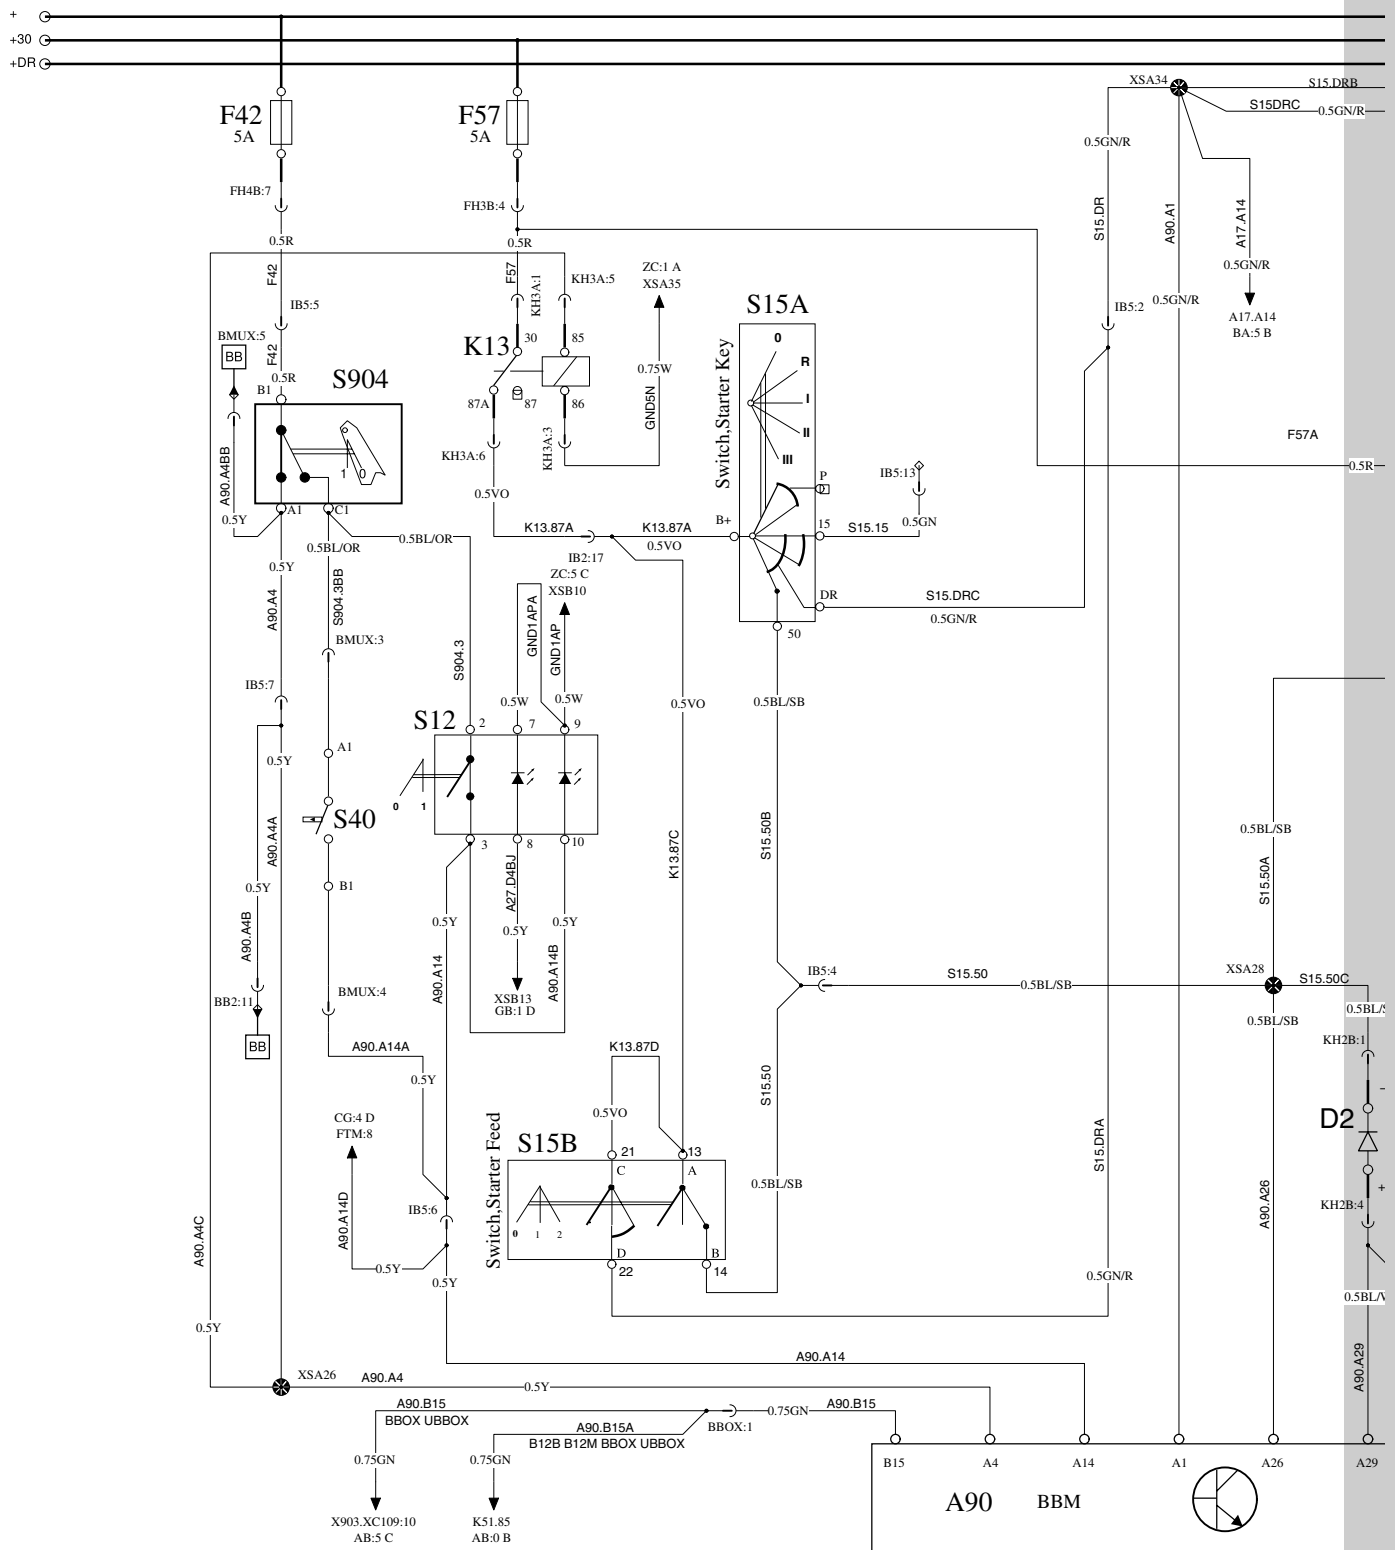 +
+30
+DR
XSA34
S15.DRB
S15DRC
0.5GN/R
F42
5A
F57
5A
0.5GN/R
FH4B:7
FH3B:4
S15.DR
A90.A1
A17.A14
0.5R
0.5R
F42
F57
KH3A:1
KH3A:5
ZC:1 A
XSA35
0.5GN/R
0.5GN/R
A17.A14
BA:5 B
IB5:5
IB5:2
S15A
BMUX:5
BB
F42
0.5R
B1
S904
K13
30
85
87A
87
86
0.75W
GND5N
Switch,Starter Key
0
R
I
II
III
F57A
0.5R
A90.A4BB
0.5Y
1
0
A1
C1
KH3A:6
KH3A:3
P
IB5:13
0.5VO
0.5GN
B+
15
S15.15
K13.87A
K13.87A
0.5VO
IB2:17
0.5BL/OR
0.5BL/OR
0.5Y
ZC:5 C
XSB10
A90.A4
S904.3BB
GND1APA
GND1AP
DR
S15.DRC
0.5GN/R
50
BMUX:3
S904.3
IB5:7
0.5W
0.5W
0.5VO
0.5BL/SB
S12
2
7
9
A1
0.5Y
0
1
S40
A90.A4A
3
8
10
K13.87C
S15.50B
0.5BL/SB
S15.50A
B1
0.5Y
A90.A4B
0.5Y
A27.D4BJ
0.5Y
0.5Y
A90.A14
A90.A14B
XSB13
GB:1 D
BB2:11
BB
BMUX:4
IB5:4
S15.50
0.5BL/SB
XSA28
S15.50C
0.5BL/SB
0.5BL/S
KH2B:1
A90.A14A
0.5Y
K13.87D
0.5VO
S15.50
D2
-
+
KH2B:4
CG:4 D
FTM:8
A90.A14D
Switch,Starter Feed
S15B
21
13
C
A
0
1
2
D
B
22
14
0.5BL/SB
S15.DRA
A90.A26
IB5:6
0.5Y
0.5Y
A90.A4C
0.5GN/R
0.5BL/
0.5Y
A90.A14
A90.A29
XSA26
A90.A4
0.5Y
A90.B15
BBOX UBBOX
A90.B15A
B12B B12M BBOX UBBOX
BBOX:1
0.75GN
A90.B15
0.75GN
0.75GN
B15
A4
A14
A1
A26
A29
A90
BBM
X903.XC109:10
AB:5 C
K51.85
AB:0 B